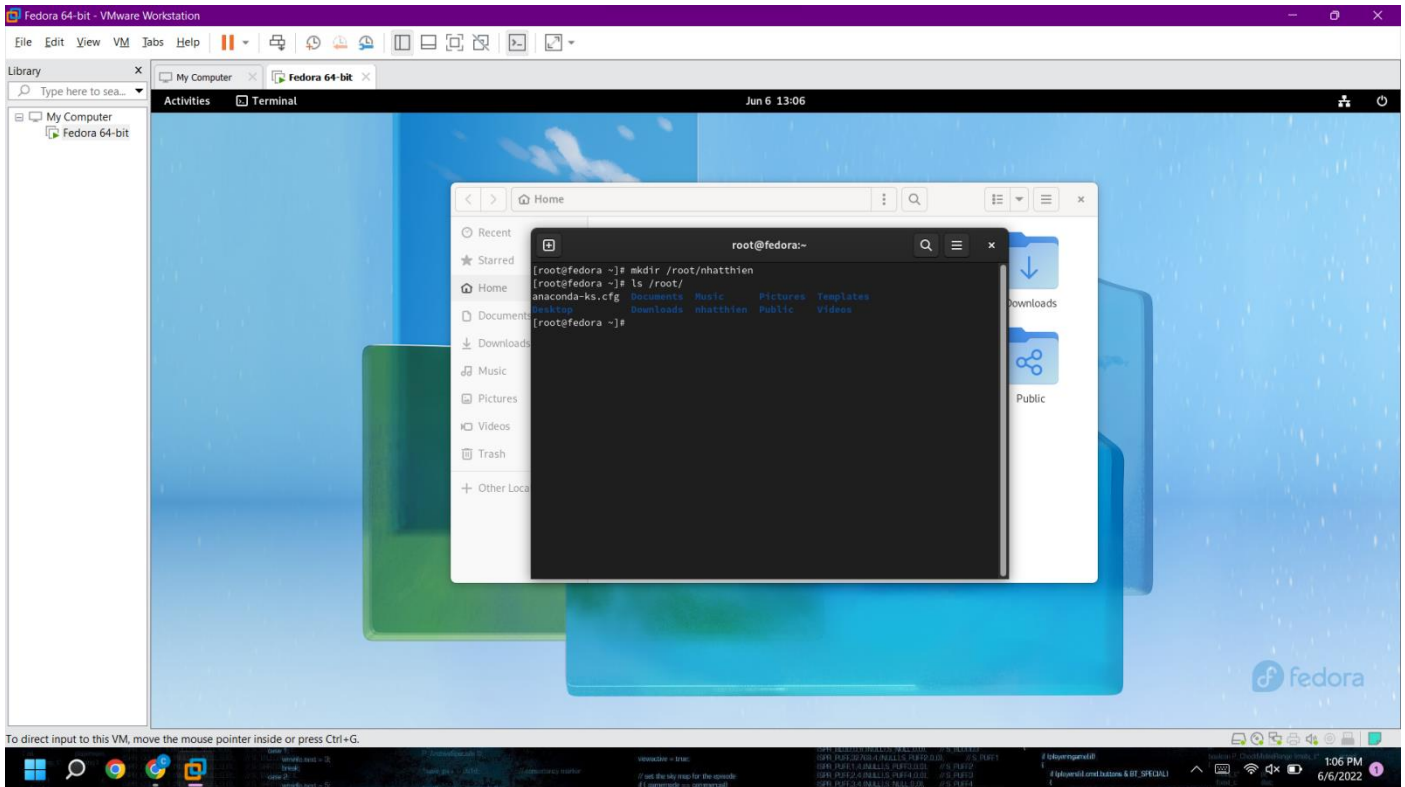 Fedora 64-bit - VMware Workstation
File Edit View VM Tabs Help
Library x
My Computer
Fedora 64-bit
Type here to sea...
Activities Terminal Jun 6 13:06
My Computer
Fedora 64-bit
Home
Recent
Starred
Home
Documents
Downloads
Music
Pictures
Videos
Trash
Other Loca
root@fedora:~
[root@fedora ~]# mkdir /root/nhatthien
[root@fedora ~]# ls /root/
anaconda-ks.cfg Documents Music Pictures Templates
Desktop Downloads nhatthien Public Videos
[root@fedora ~]#
Downloads
Public
fedora
To direct input to this VM, move the mouse pointer inside or press Ctrl+G.
1:06 PM
6/6/2022
1